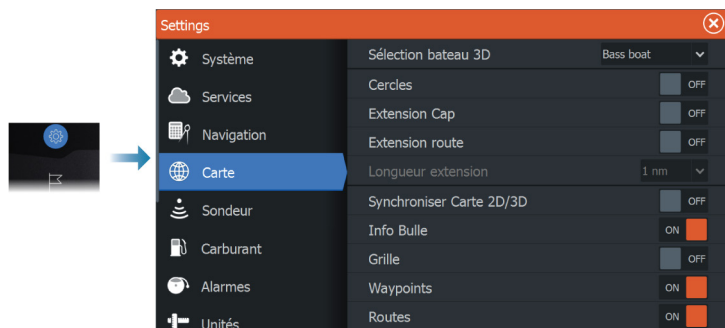 Settings
Système
Services
Navigation
Carte
Sondeur
Carburant
Alarmes
Unités
Sélection bateau 3D Bass boat
Cercles OFF
Extension Cap OFF
Extension route OFF
Longueur extension 1 nm
Synchroniser Carte 2D/3D OFF
Info Bulle ON
Grille OFF
Waypoints ON
Routes ON